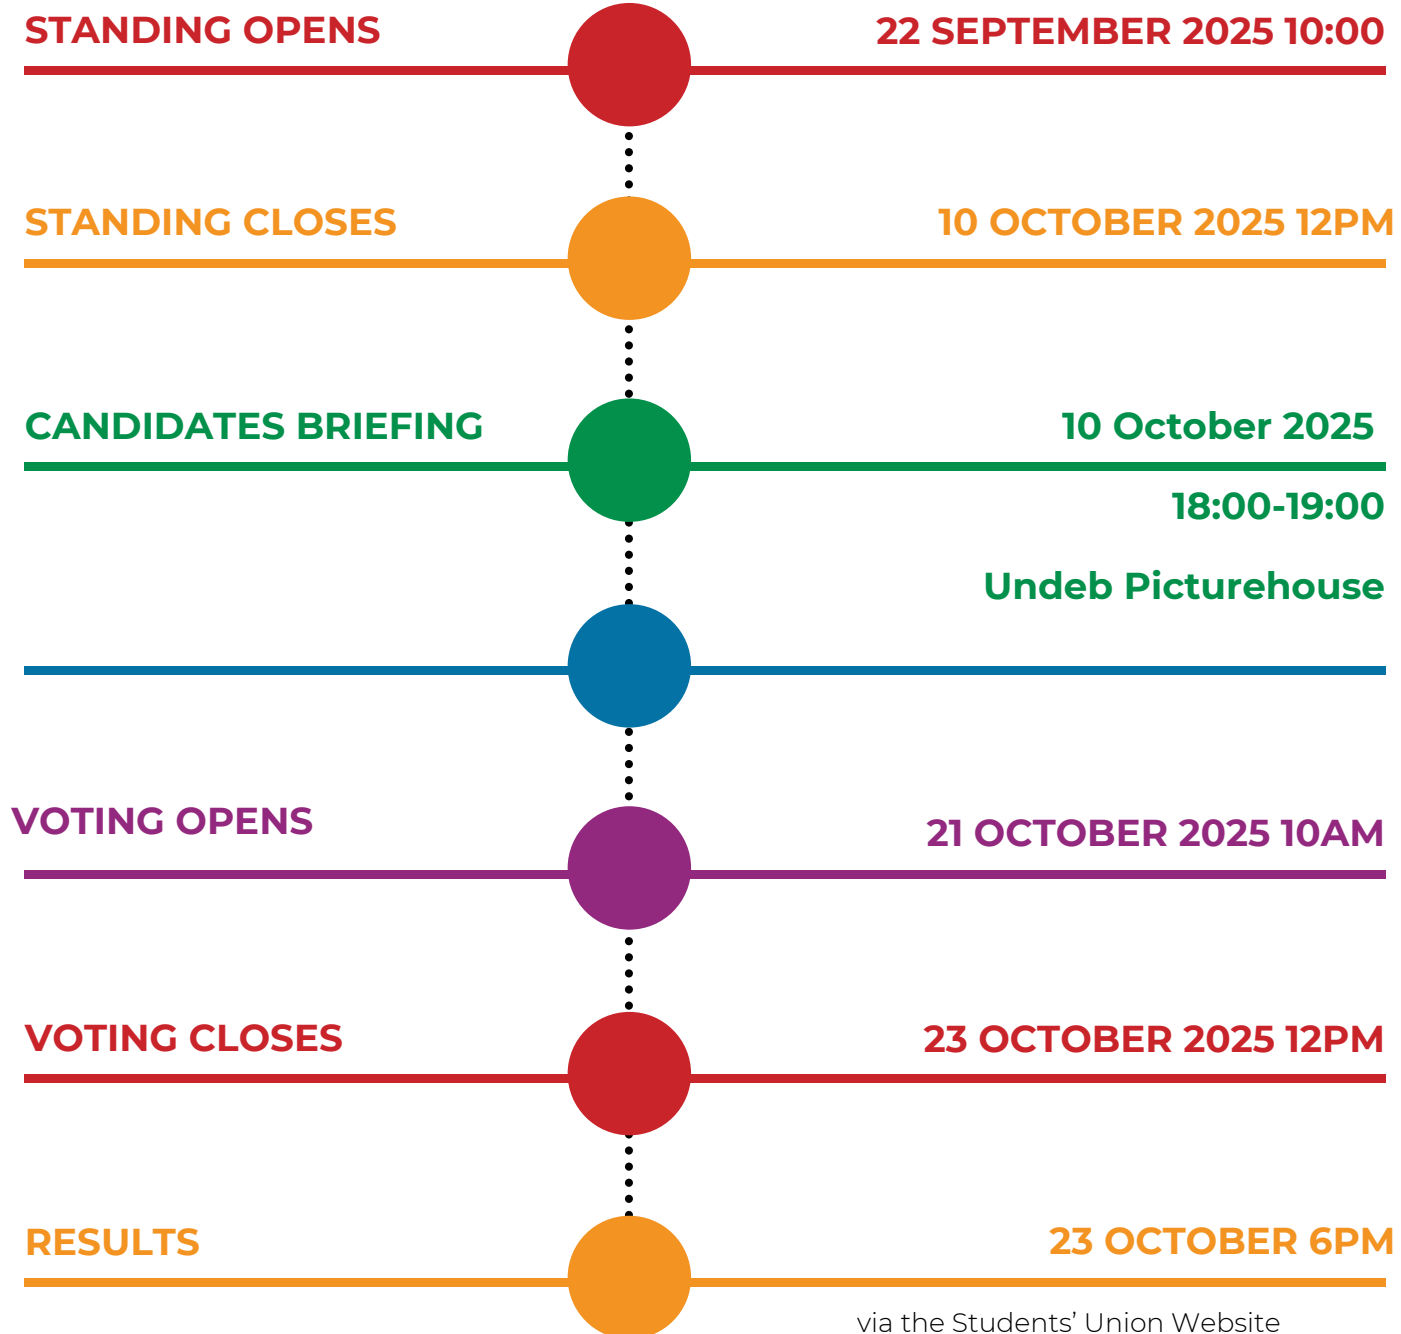 STANDING OPENS
22 SEPTEMBER 2025 10:00
STANDING CLOSES
10 OCTOBER 2025 12PM
CANDIDATES BRIEFING
10 October 2025
18:00-19:00
Undeb Picturehouse
VOTING OPENS
21 OCTOBER 2025 10AM
VOTING CLOSES
23 OCTOBER 2025 12PM
RESULTS
23 OCTOBER 6PM
via the Students’ Union Website